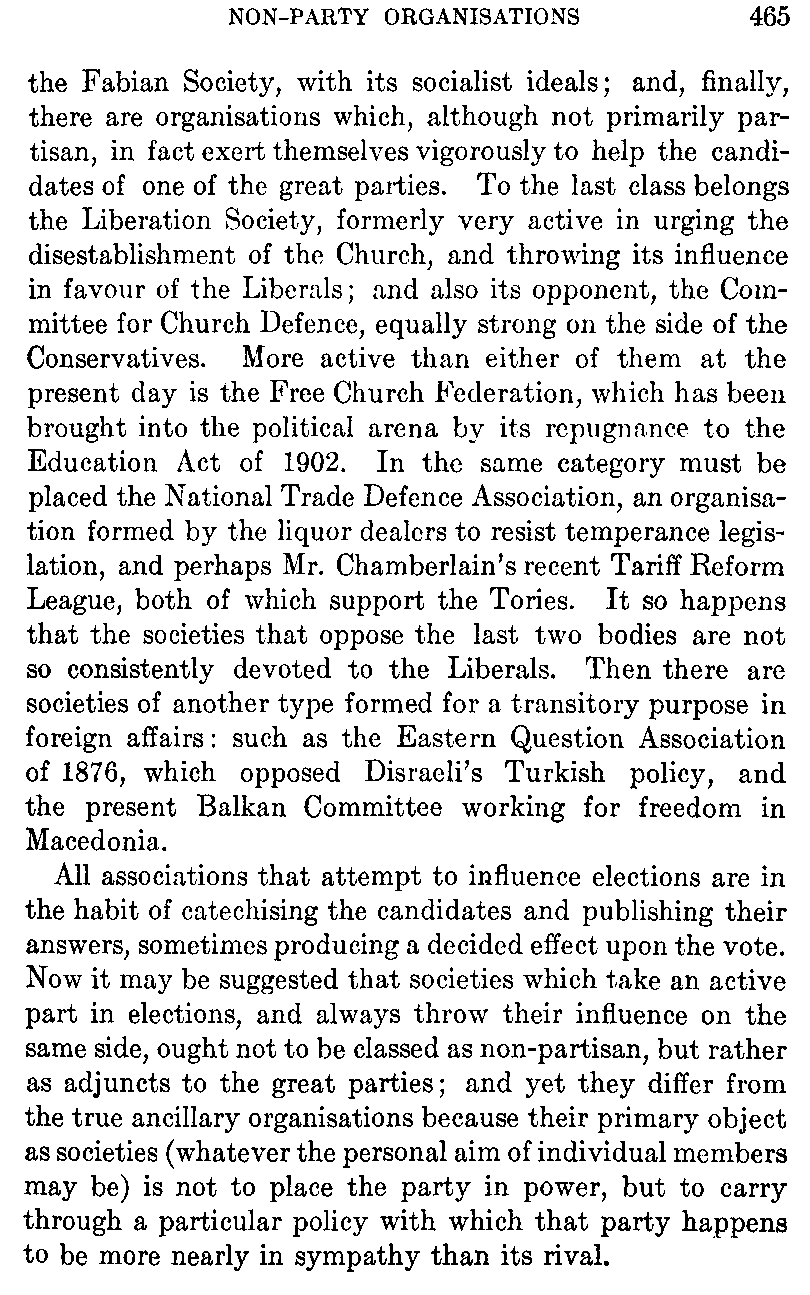 NON-PARTY ORGANISATIONS 465
the Fabian Society, with its socialist ideals; and, finally,
there are organisations which, although not primarily par-
tisan, in fact exert themselves vigorously to help the candi-
dates of one of the great parties. To the last class belongs
the Liberation Society, formerly very active in urging the
disestablishment of the Church, and throwing its influence
in favour of the Liberals; and also its opponent, the Com-
mittee for Church Defence, equally strong on the side of the
Conservatives. More active than either of them at the
present day is the Free Church Federation, which has been
brought into the political arena by its repugnance to the
Education Act of 1902. In the same category must be
placed the National Trade Defence Association, an organisa-
tion formed by the liquor dealers to resist temperance legis-
lation, and perhaps Mr. Chamberlain's recent Tariff Reform
League, both of which support the Tories. It so happens
that the societies that oppose the last two bodies are not
so consistently devoted to the Liberals. Then there are
societies of another type formed for a transitory purpose in
foreign affairs: such as the Eastern Question Association
of 1876, which opposed Disraeli's Turkish policy, and
the present Balkan Committee working for freedom in
Macedonia.
All associations that attempt to influence elections are in
the habit of catechising the candidates and publishing their
answers, sometimes producing a decided effect upon the vote.
Now it may be suggested that societies which take an active
part in elections, and always throw their influence on the
same side, ought not to be classed as non-partisan, but rather
as adjuncts to the great parties; and yet they differ from
the true ancillary organisations because their primary object
as societies (whatever the personal aim of individual members
may be) is not to place the party in power, but to carry
through a particular policy with which that party happens
to be more nearly in sympathy than its rival.